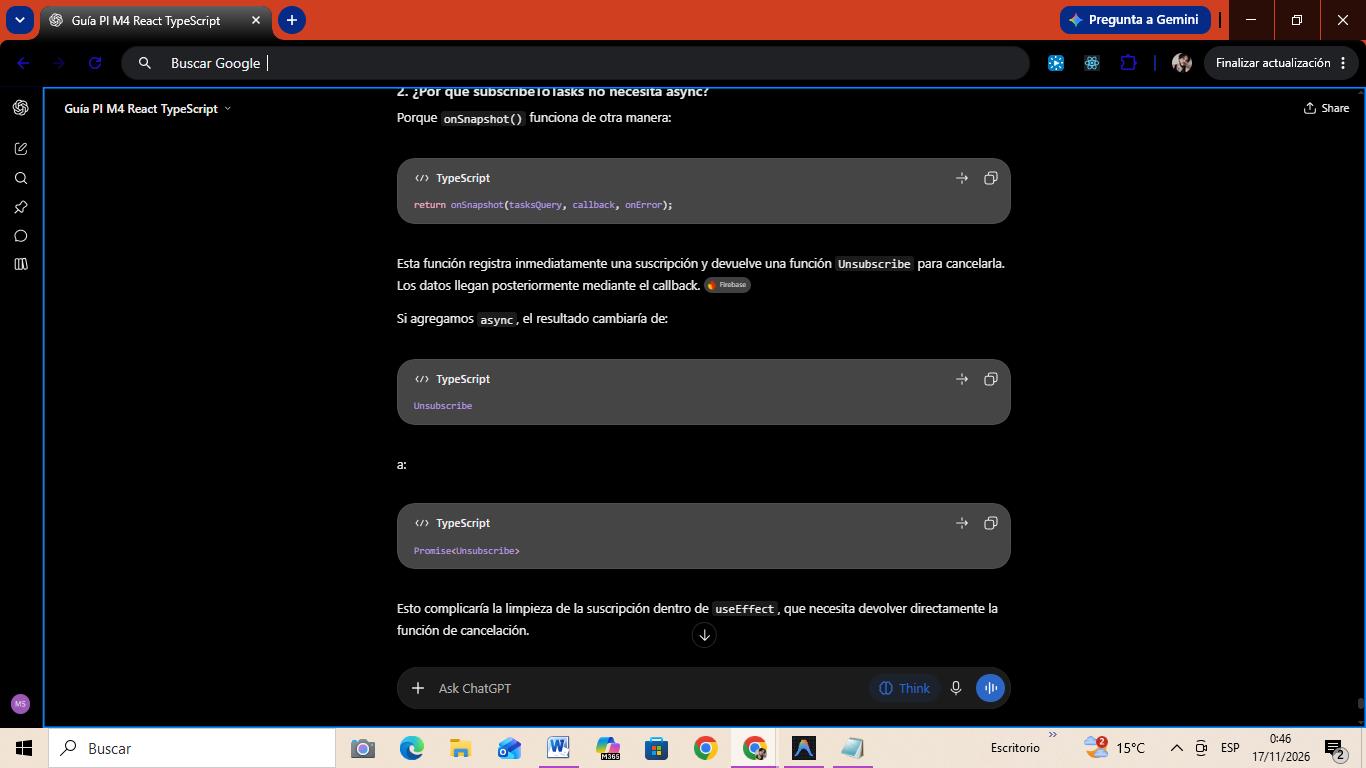 Guía PI M4 React TypeScript
Pregunta a Gemini
Buscar Google
Finalizar actualización
Guía PI M4 React TypeScript
Share
2. ¿Por qué subscribeToTasks no necesita async?
Porque onSnapshot() funciona de otra manera:
TypeScript
return onSnapshot(tasksQuery, callback, onError);
Esta función registra inmediatamente una suscripción y devuelve una función Unsubscribe para cancelarla.
Los datos llegan posteriormente mediante el callback. Firebase
Si agregamos async, el resultado cambiaría de:
TypeScript
Unsubscribe
a:
TypeScript
Promise<Unsubscribe>
Esto complicaría la limpieza de la suscripción dentro de useEffect, que necesita devolver directamente la
función de cancelación.
Ask ChatGPT
Think
MS
Buscar
M365
Escritorio
2
15°C
ESP
0:46
17/11/2026
2